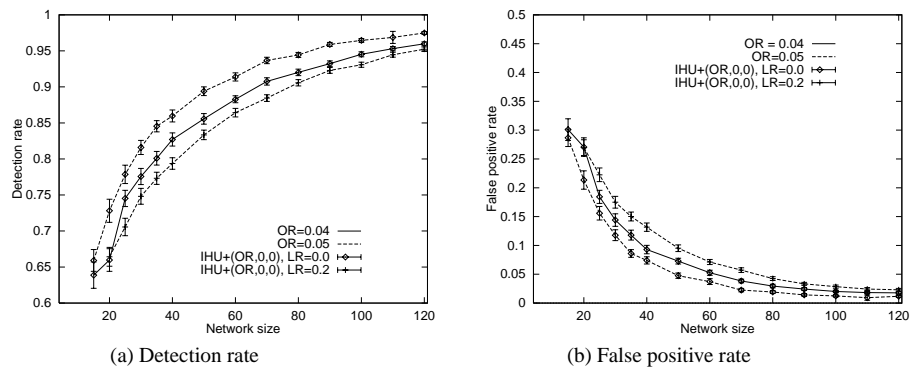 1
0.95
0.9
0.85
0.8
0.75
0.7
0.65
0.6
Detection rate
20 40 60 80 100 120
Network size
OR=0.04
OR=0.05
IHU+(OR,0,0), LR=0.0
IHU+(OR,0,0), LR=0.2
(a) Detection rate
0.5
0.45
0.4
0.35
0.3
0.25
0.2
0.15
0.1
0.05
0
False positive rate
20 40 60 80 100 120
Network size
OR = 0.04
OR=0.05
IHU+(OR,0,0), LR=0.0
IHU+(OR,0,0), LR=0.2
(b) False positive rate